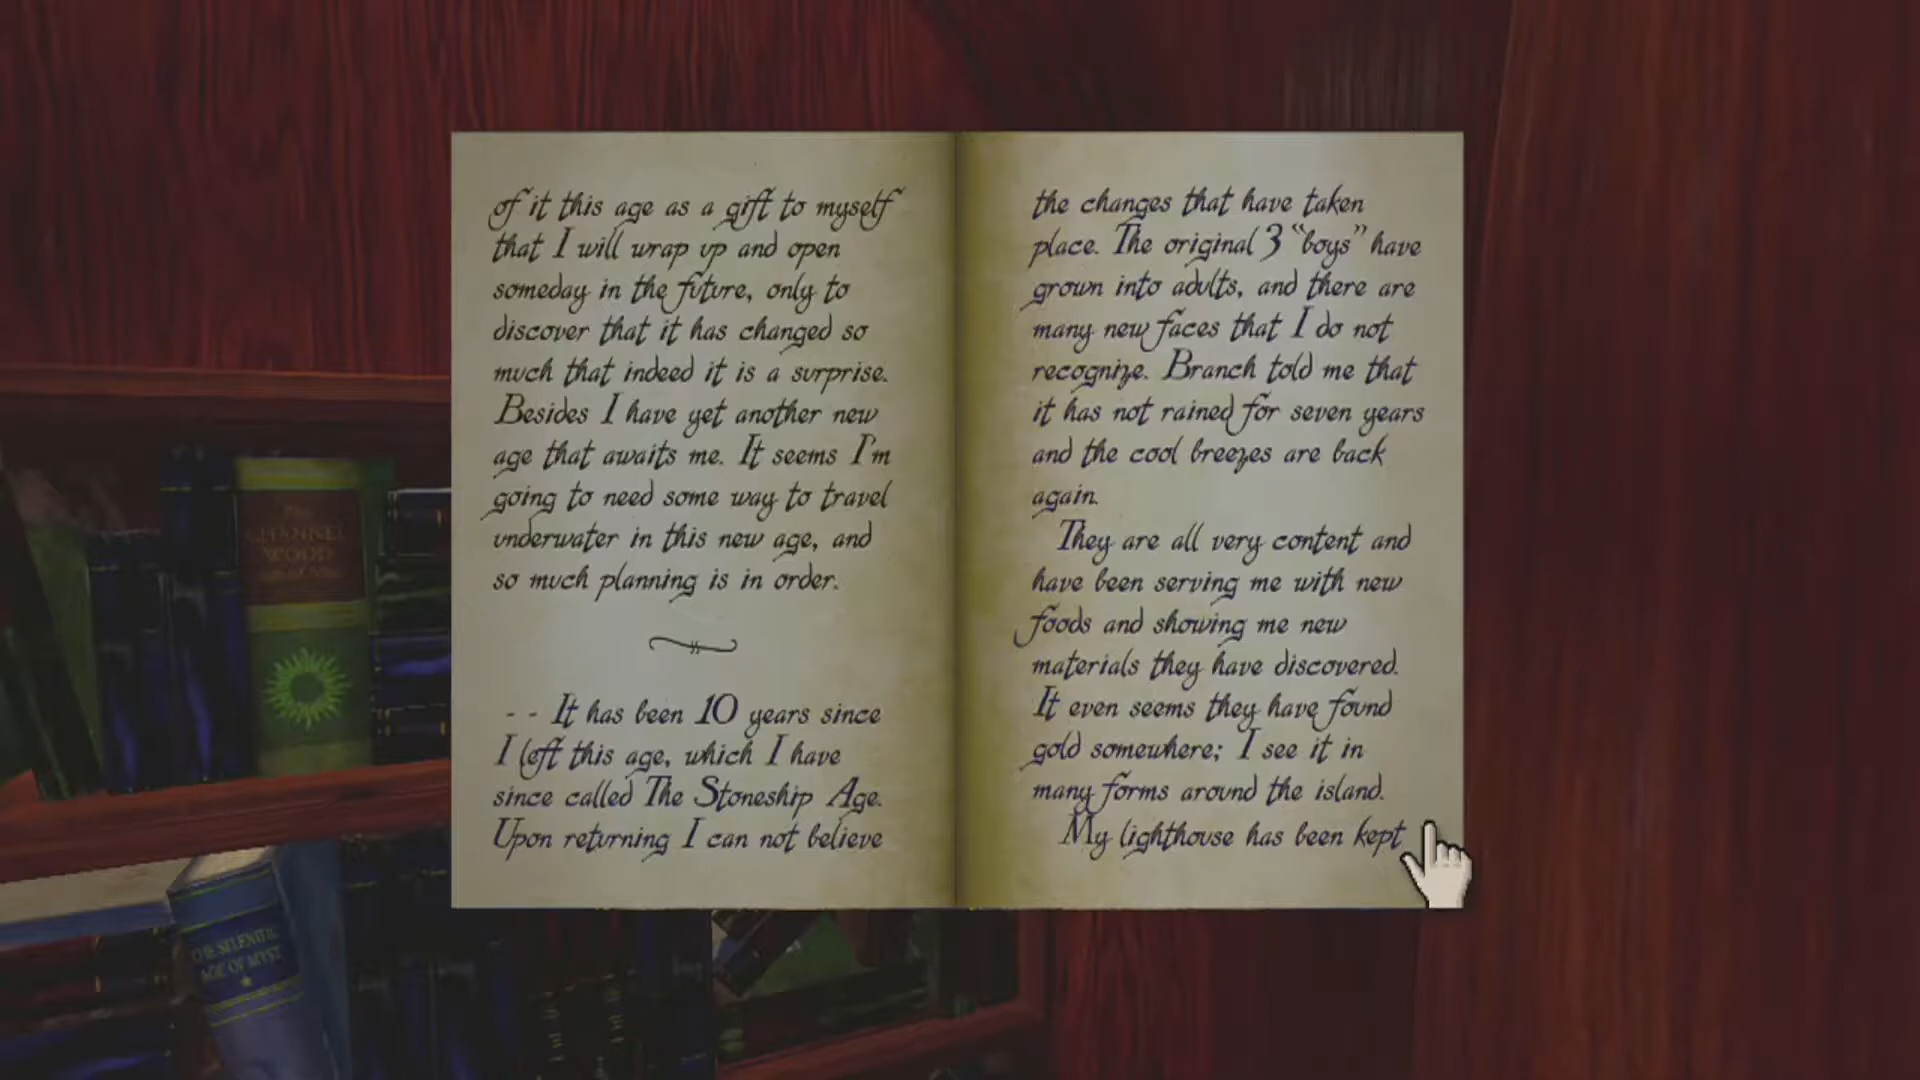 of it this age as a gift to myself
that I will wrap up and open
someday in the future, only to
discover that it has changed so
much that indeed it is a surprise.
Besides I have yet another new
age that awaits me. It seems I'm
going to need some way to travel
underwater in this new age, and
so much planning is in order.
- - It has been 10 years since
I left this age, which I have
since called The Stoneship Age.
Upon returning I can not believe
the changes that have taken
place. The original 3 "boys" have
grown into adults, and there are
many new faces that I do not
recognize. Branch told me that
it has not rained for seven years
and the cool breezes are back
again.
They are all very content and
have been serving me with new
foods and showing me new
materials they have discovered.
It even seems they have found
gold somewhere; I see it in
many forms around the island.
My lighthouse has been kept
CHANNEL
WOOD
THE SELENITIC
AGE OF MYST